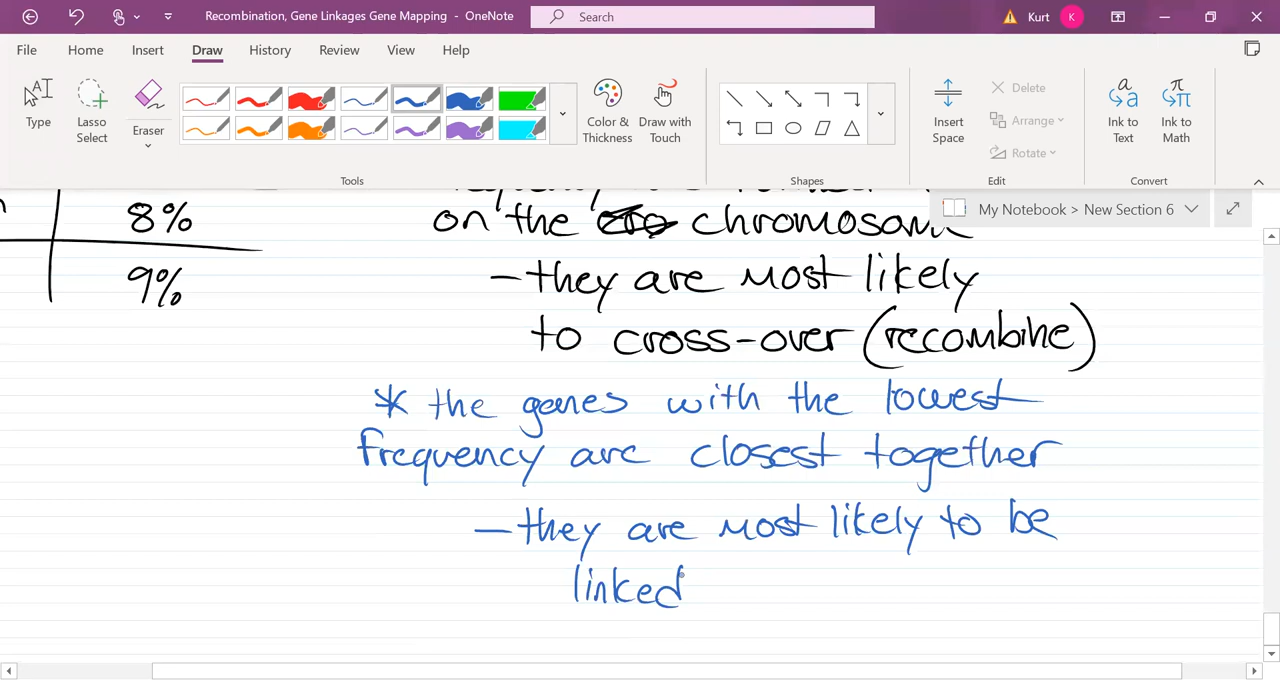 Recombination, Gene Linkages Gene Mapping - OneNote
Search
Kurt
K
File Home Insert Draw History Review View Help
Type
Lasso Select
Eraser
Color & Thickness
Draw with Touch
Insert Space
Delete
Arrange
Rotate
Ink to Text
Ink to Math
Tools
Shapes
Edit
Convert
My Notebook > New Section 6
8%
9%
on the chromosome
- they are most likely
to cross-over (recombine)
* the genes with the lowest
frequency are closest together
- they are most likely to be
linked